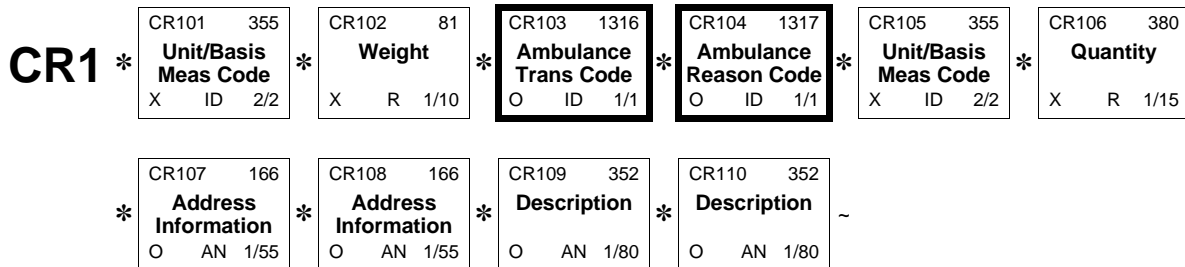 CR101 355 CR102 81 CR103 1316 CR104 1317 CR105 355 CR106 380
CR1 * Unit/Basis * Weight * Ambulance * Ambulance * Unit/Basis * Quantity
Meas Code Trans Code Reason Code Meas Code
X ID 2/2 X R 1/10 O ID 1/1 O ID 1/1 X ID 2/2 X R 1/15
CR107 166 CR108 166 CR109 352 CR110 352
* Address * Address * Description * Description ~
Information Information
O AN 1/55 O AN 1/55 O AN 1/80 O AN 1/80